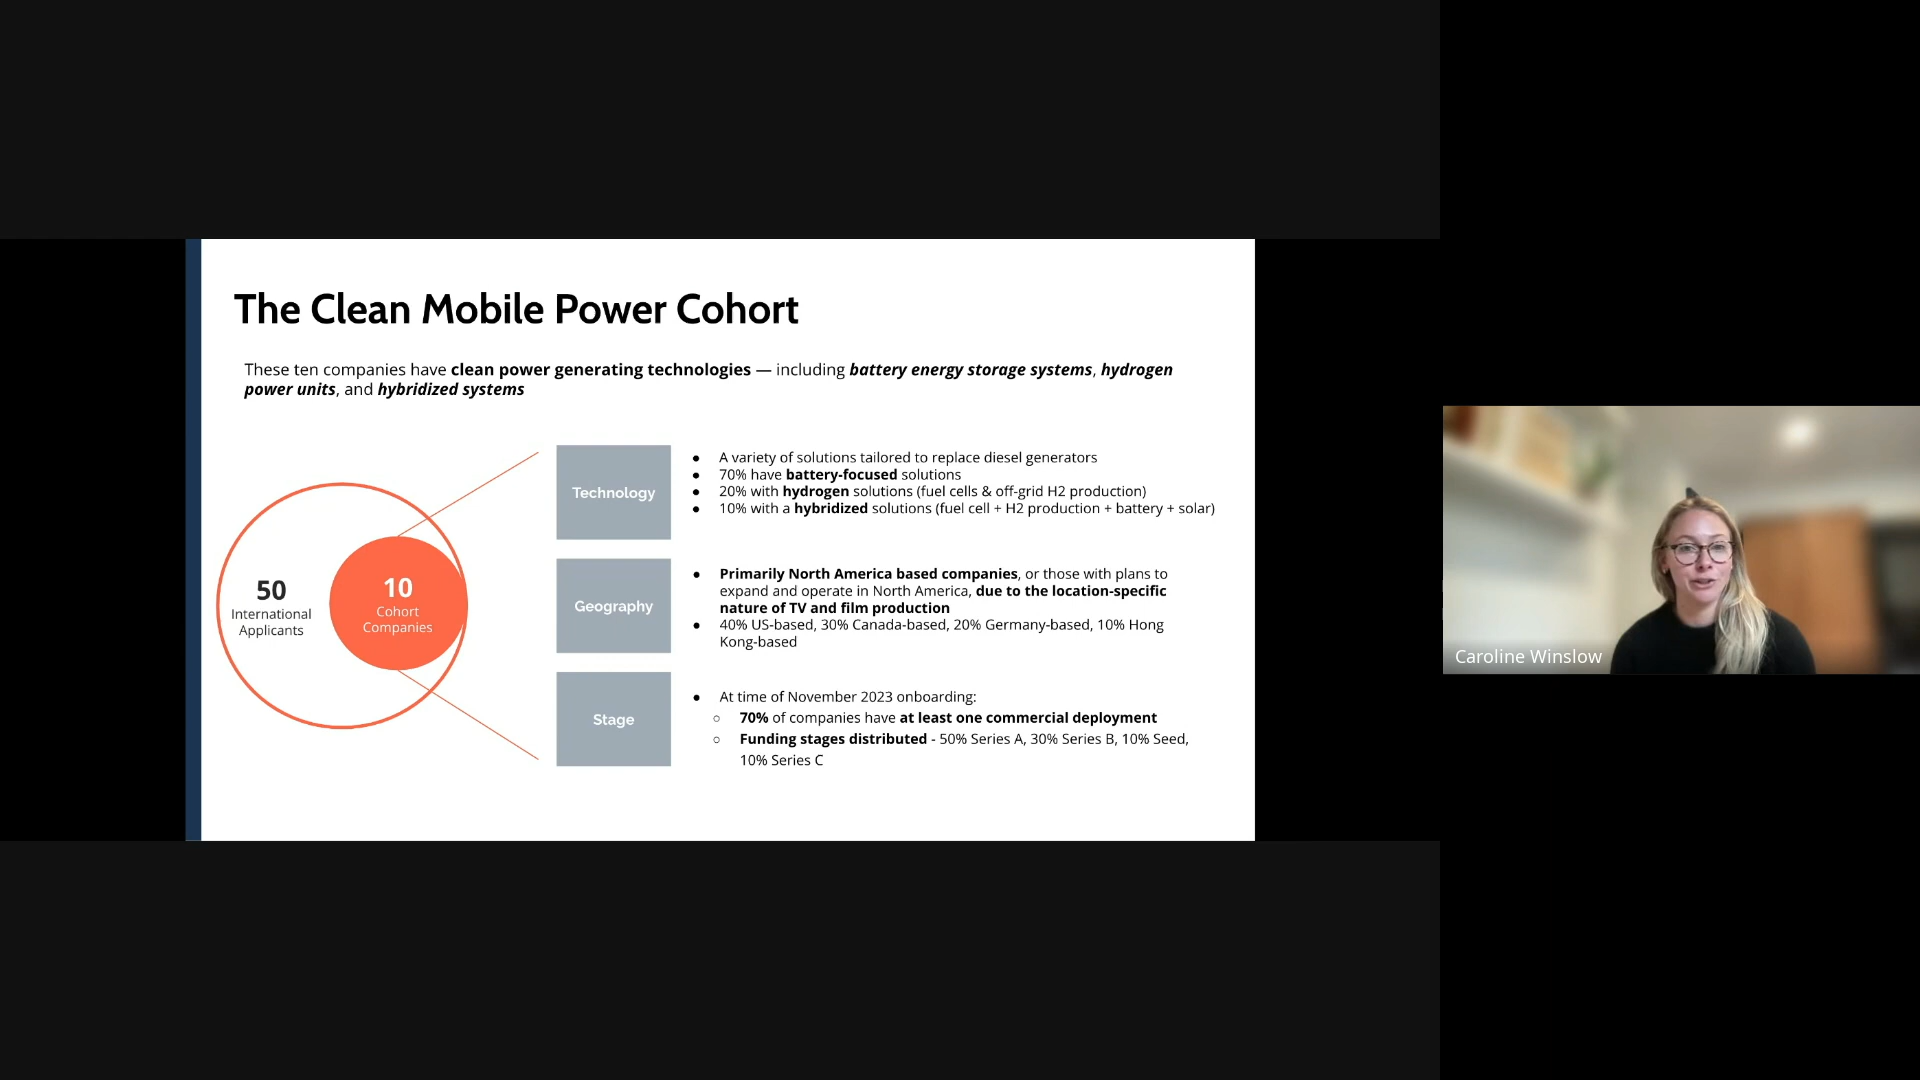 The Clean Mobile Power Cohort
These ten companies have clean power generating technologies — including battery energy storage systems, hydrogen
power units, and hybridized systems
50
International
Applicants
10
Cohort
Companies
Technology
● A variety of solutions tailored to replace diesel generators
● 70% have battery-focused solutions
● 20% with hydrogen solutions (fuel cells & off-grid H2 production)
● 10% with a hybridized solutions (fuel cell + H2 production + battery + solar)
Geography
● Primarily North America based companies, or those with plans to
expand and operate in North America, due to the location-specific
nature of TV and film production
● 40% US-based, 30% Canada-based, 20% Germany-based, 10% Hong
Kong-based
Stage
● At time of November 2023 onboarding:
○ 70% of companies have at least one commercial deployment
○ Funding stages distributed - 50% Series A, 30% Series B, 10% Seed,
10% Series C
Caroline Winslow